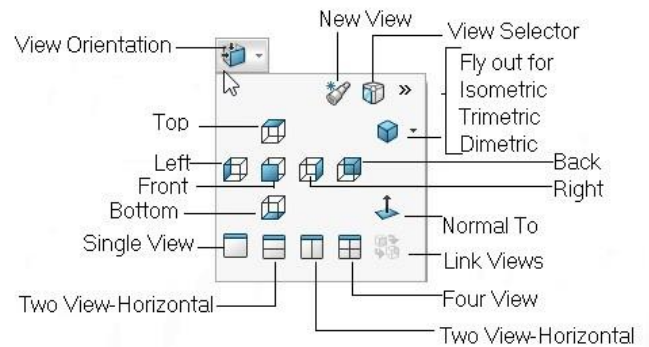 New View
View Orientation
View Selector
Fly out for
Isometric
Trimetric
Dimetric
»
Top
Left
Back
Front
Right
Bottom
Normal To
Single View
Link Views
Two View-Horizontal
Four View
Two View-Horizontal